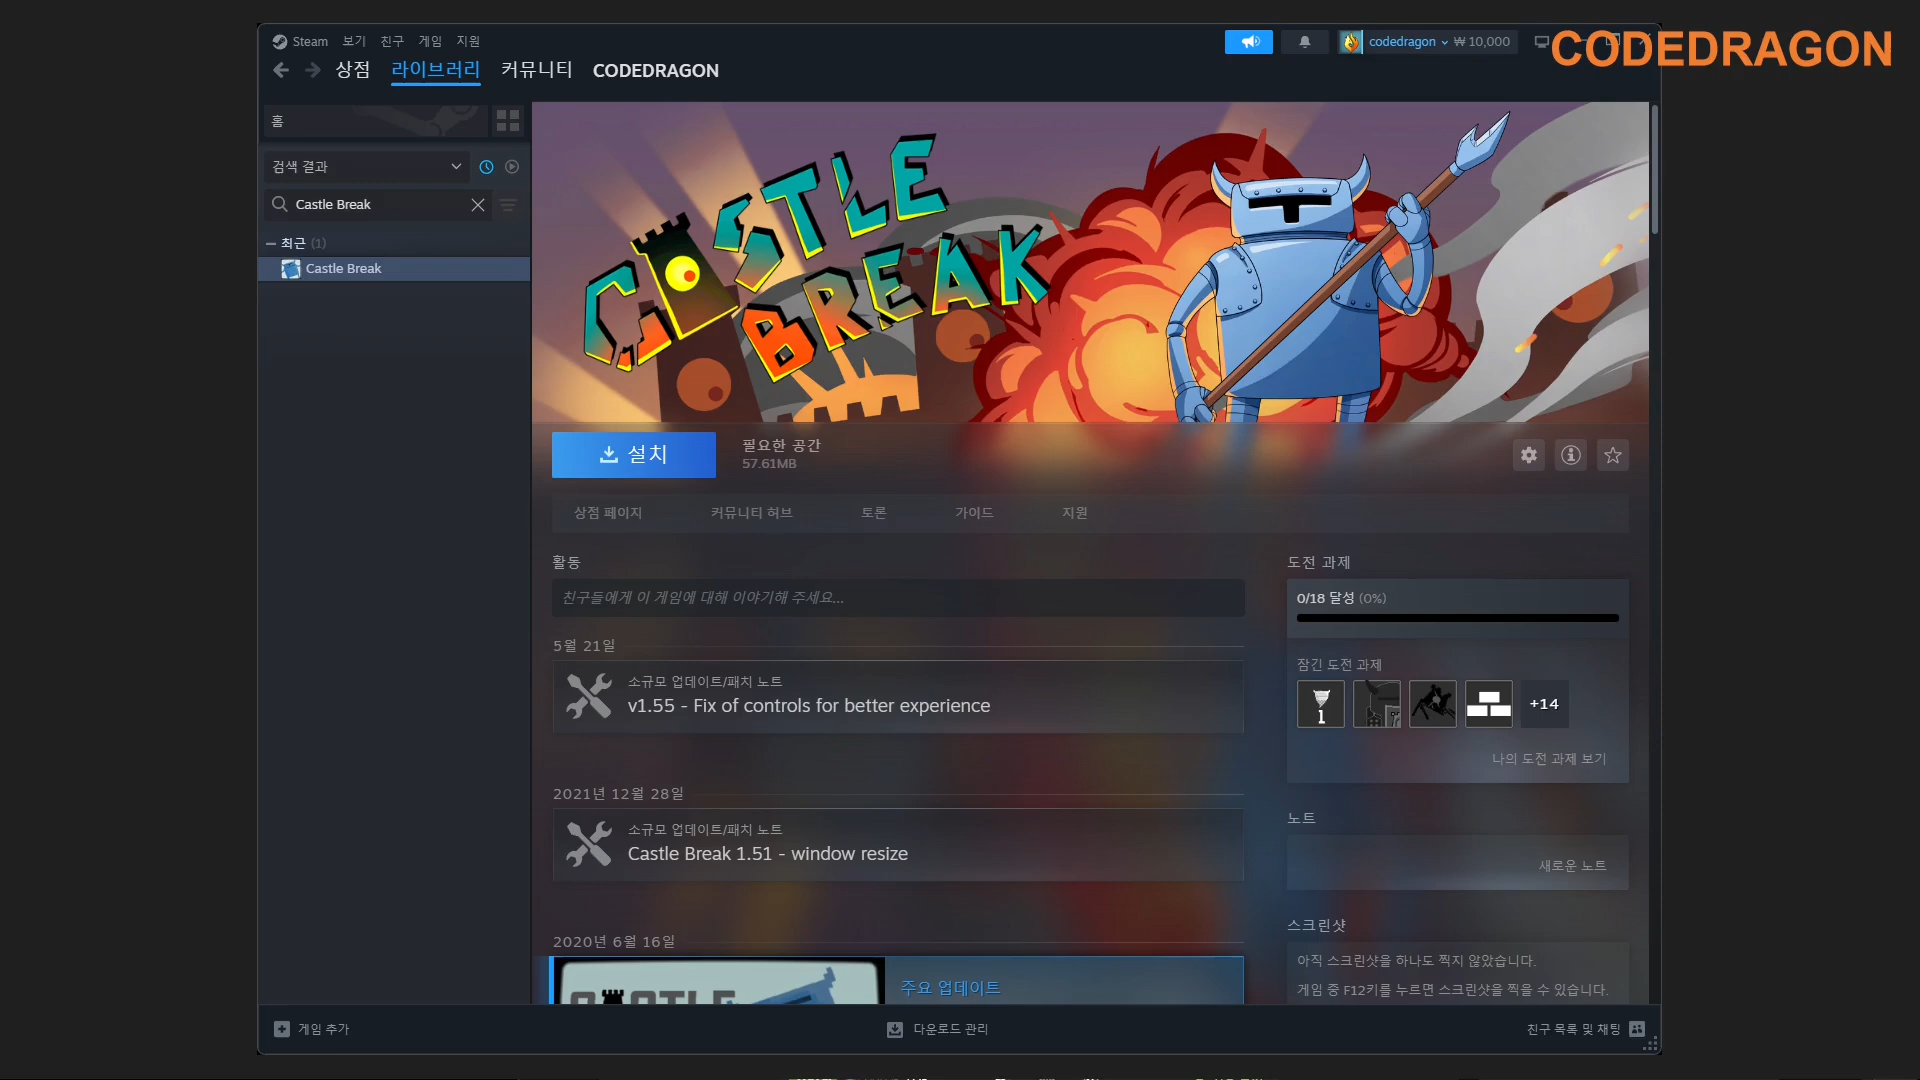 Steam 보기 친구 게임 지원
codedragon ₩ 10,000
CODEDRAGON
상점 라이브러리 커뮤니티 CODEDRAGON
홈
검색 결과
Castle Break
최근 (1)
Castle Break
CASTLE
BREAK
설치
필요한 공간
57.61MB
상점 페이지 커뮤니티 허브 토론 가이드 지원
활동
친구들에게 이 게임에 대해 이야기해 주세요...
5월 21일
소규모 업데이트/패치 노트
v1.55 - Fix of controls for better experience
2021년 12월 28일
소규모 업데이트/패치 노트
Castle Break 1.51 - window resize
2020년 6월 16일
CASTLE
주요 업데이트
도전 과제
0/18 달성 (0%)
잠긴 도전 과제
1
+14
나의 도전 과제 보기
노트
새로운 노트
스크린샷
아직 스크린샷을 하나도 찍지 않았습니다.
게임 중 F12키를 누르면 스크린샷을 찍을 수 있습니다.
게임 추가
다운로드 관리
친구 목록 및 채팅